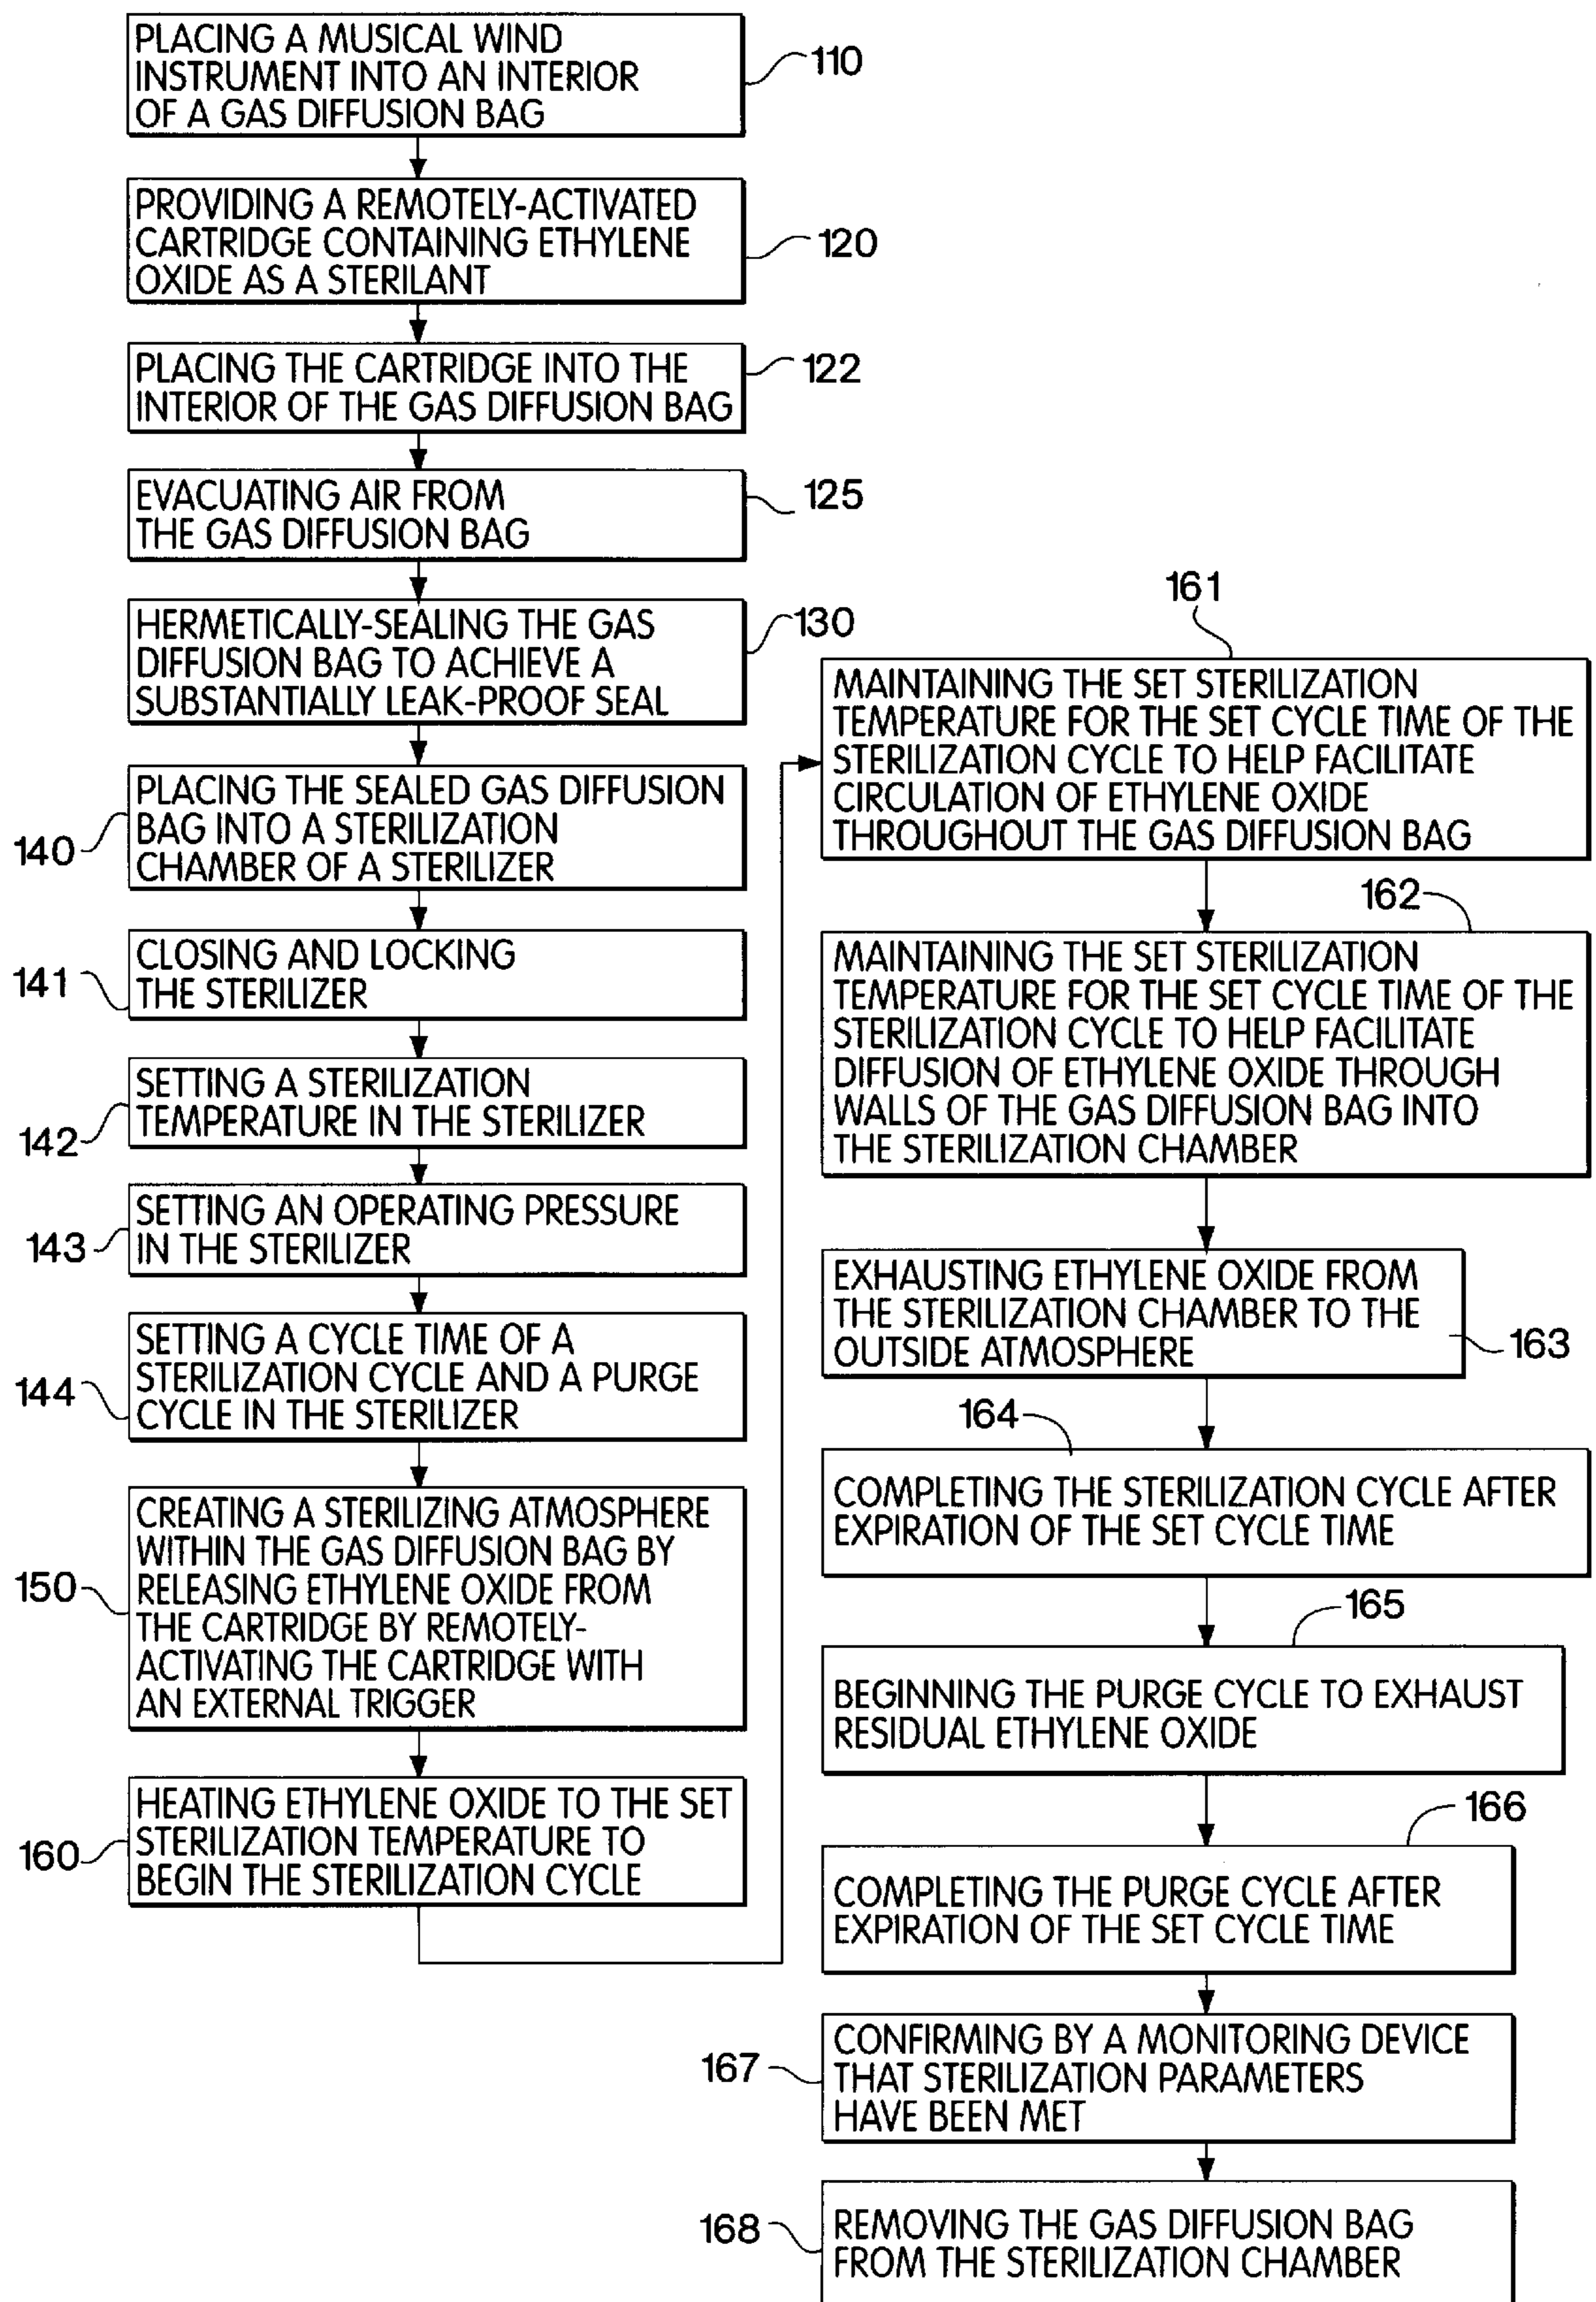 PLACING A MUSICAL WIND
INSTRUMENT INTO AN INTERIOR
OF A GAS DIFFUSION BAG
110
PROVIDING A REMOTELY-ACTIVATED
CARTRIDGE CONTAINING ETHYLENE
OXIDE AS A STERILANT
120
PLACING THE CARTRIDGE INTO THE
INTERIOR OF THE GAS DIFFUSION BAG
122
EVACUATING AIR FROM
THE GAS DIFFUSION BAG
125
HERMETICALLY-SEALING THE GAS
DIFFUSION BAG TO ACHIEVE A
SUBSTANTIALLY LEAK-PROOF SEAL
130
PLACING THE SEALED GAS DIFFUSION
BAG INTO A STERILIZATION
CHAMBER OF A STERILIZER
140
CLOSING AND LOCKING
THE STERILIZER
141
SETTING A STERILIZATION
TEMPERATURE IN THE STERILIZER
142
SETTING AN OPERATING PRESSURE
IN THE STERILIZER
143
SETTING A CYCLE TIME OF A
STERILIZATION CYCLE AND A PURGE
CYCLE IN THE STERILIZER
144
CREATING A STERILIZING ATMOSPHERE
WITHIN THE GAS DIFFUSION BAG BY
RELEASING ETHYLENE OXIDE FROM
THE CARTRIDGE BY REMOTELY-
ACTIVATING THE CARTRIDGE WITH
AN EXTERNAL TRIGGER
150
HEATING ETHYLENE OXIDE TO THE SET
STERILIZATION TEMPERATURE TO
BEGIN THE STERILIZATION CYCLE
160
161
MAINTAINING THE SET STERILIZATION
TEMPERATURE FOR THE SET CYCLE TIME OF THE
STERILIZATION CYCLE TO HELP FACILITATE
CIRCULATION OF ETHYLENE OXIDE
THROUGHOUT THE GAS DIFFUSION BAG
162
MAINTAINING THE SET STERILIZATION
TEMPERATURE FOR THE SET CYCLE TIME OF THE
STERILIZATION CYCLE TO HELP FACILITATE
DIFFUSION OF ETHYLENE OXIDE THROUGH
WALLS OF THE GAS DIFFUSION BAG INTO
THE STERILIZATION CHAMBER
EXHAUSTING ETHYLENE OXIDE FROM
THE STERILIZATION CHAMBER TO THE
OUTSIDE ATMOSPHERE
163
164
COMPLETING THE STERILIZATION CYCLE AFTER
EXPIRATION OF THE SET CYCLE TIME
165
BEGINNING THE PURGE CYCLE TO EXHAUST
RESIDUAL ETHYLENE OXIDE
166
COMPLETING THE PURGE CYCLE AFTER
EXPIRATION OF THE SET CYCLE TIME
CONFIRMING BY A MONITORING DEVICE
THAT STERILIZATION PARAMETERS
HAVE BEEN MET
167
REMOVING THE GAS DIFFUSION BAG
FROM THE STERILIZATION CHAMBER
168